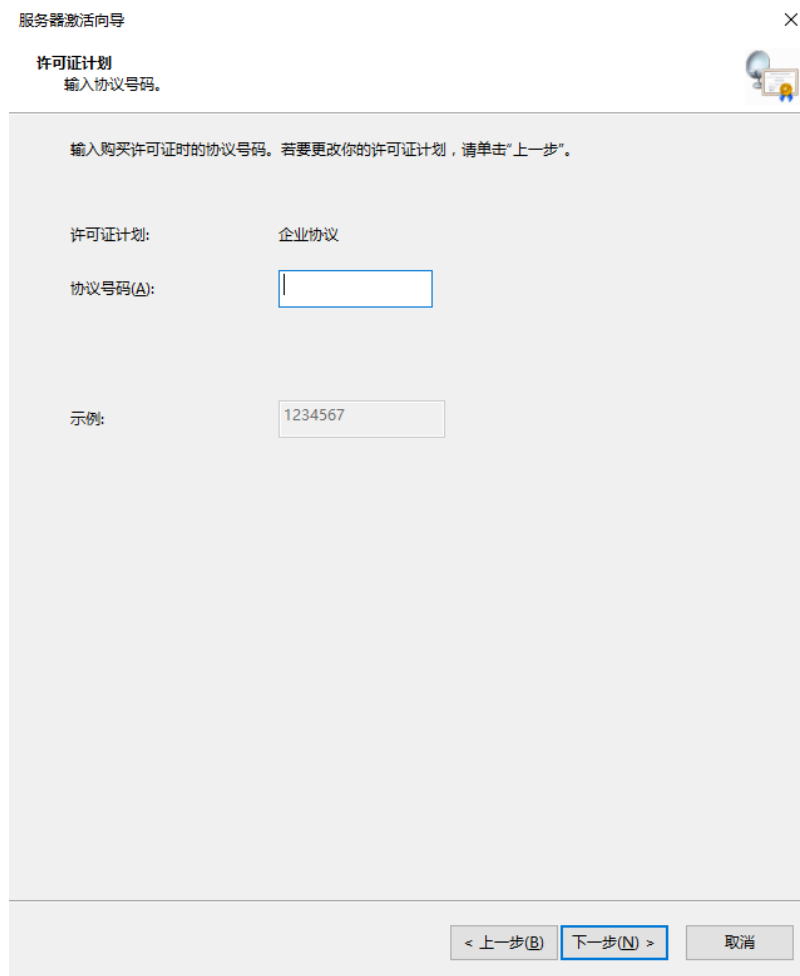 服务器激活向导
许可证计划
输入协议号码。
输入购买许可证时的协议号码。若要更改你的许可证计划，请单击"上一步"。
许可证计划: 企业协议
协议号码(A):
示例: 1234567
< 上一步(B) 下一步(N) > 取消